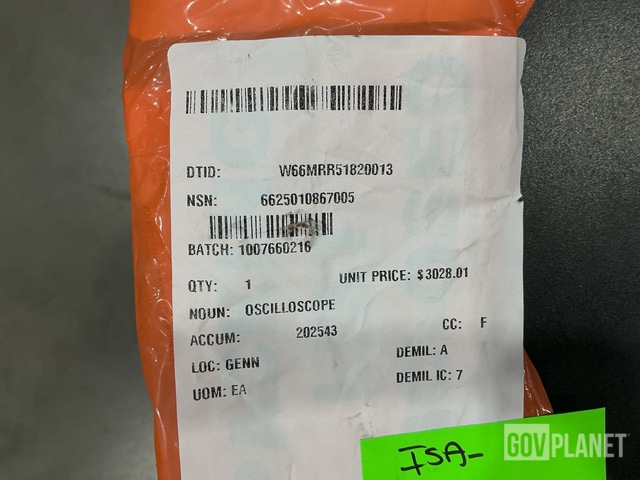 DTID: W66MRR51820013
NSN: 6625010867005
BATCH: 1007660216
QTY: 1 UNIT PRICE: $3028.01
NOUN: OSCILLOSCOPE
ACCUM: 202543 CC: F
LOC: GENN DEMIL: A
UOM: EA DEMIL IC: 7
ISA-
GOVPLANET